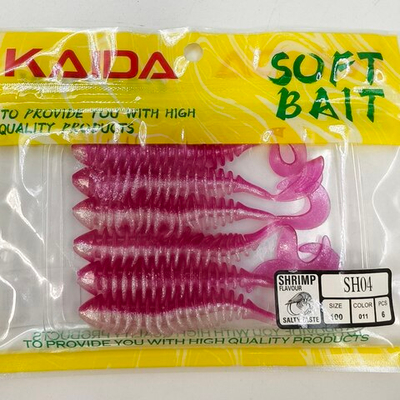 KAIDA
SOFT
BAIT
TO PROVIDE YOU WITH HIGH
QUALITY PRODUCTS
SHRIMP
FLAVOUR
SALTY TASTE
SH04
SIZE
100
COLOR
011
PCS
6
TO PROVIDE YOU WITH HIGH QUALITY PRODUCTS